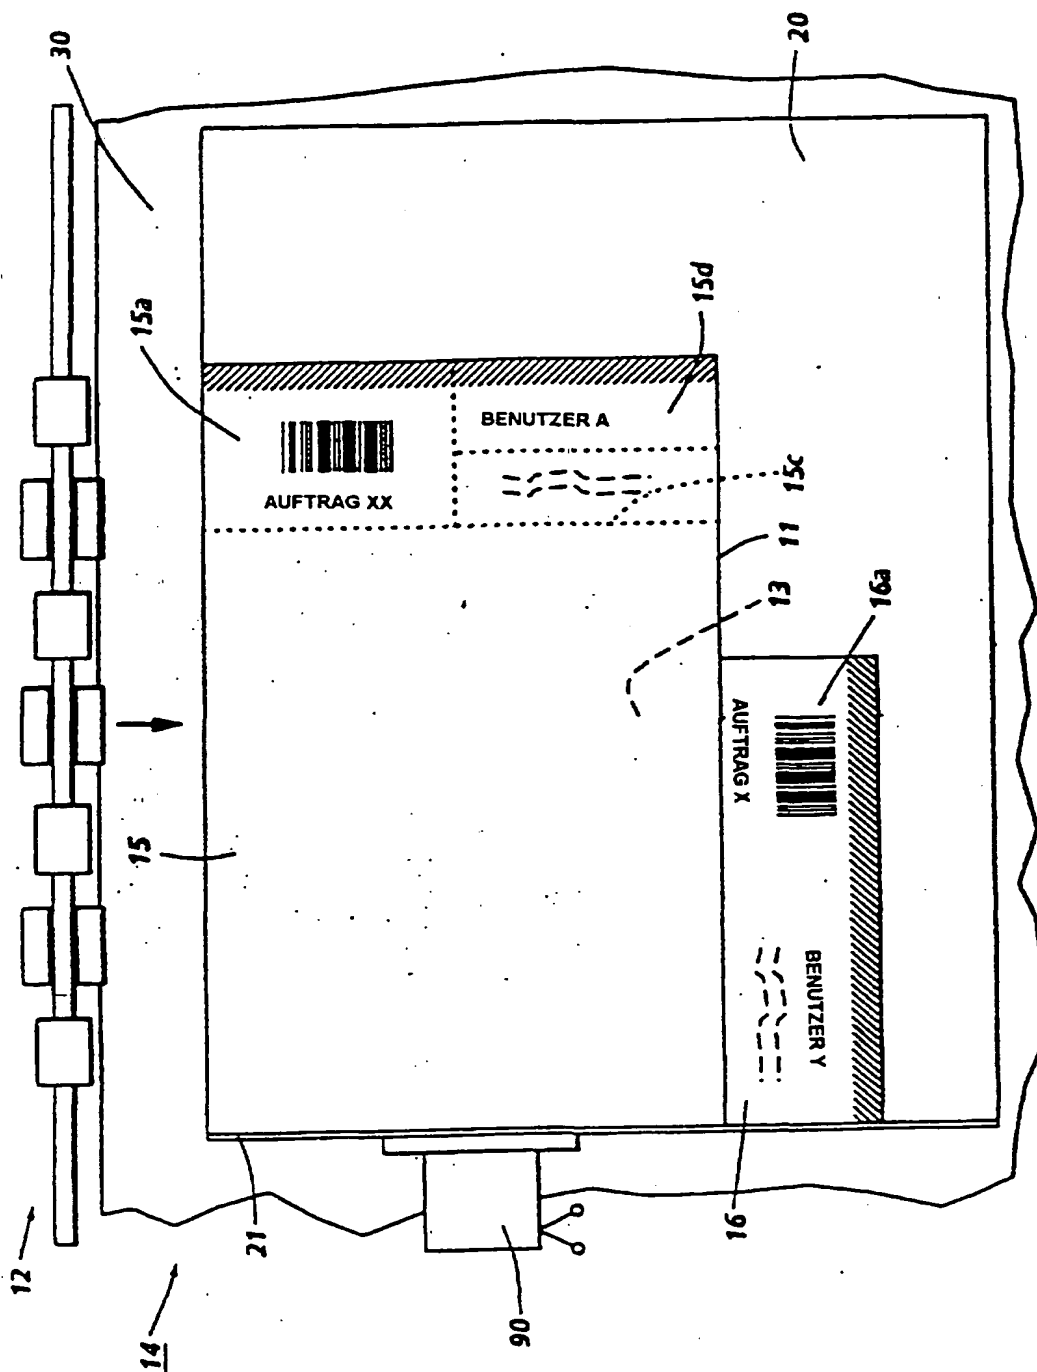 30
20
15a
15d
BENUTZER A
AUFTRAG XX
15c
11
13
16a
AUFTRAG X
15
BENUTZER Y
16
21
12
90
14